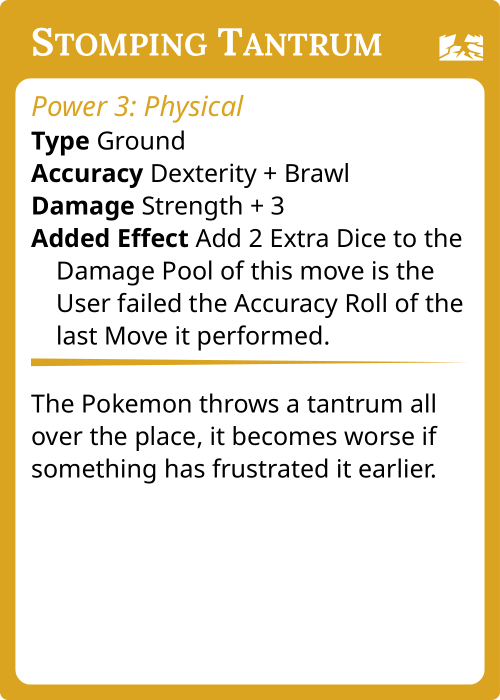 Stomping Tantrum
Power 3: Physical
Type Ground
Accuracy Dexterity + Brawl
Damage Strength + 3
Added Effect Add 2 Extra Dice to the
Damage Pool of this move is the
User failed the Accuracy Roll of the
last Move it performed.
The Pokemon throws a tantrum all
over the place, it becomes worse if
something has frustrated it earlier.